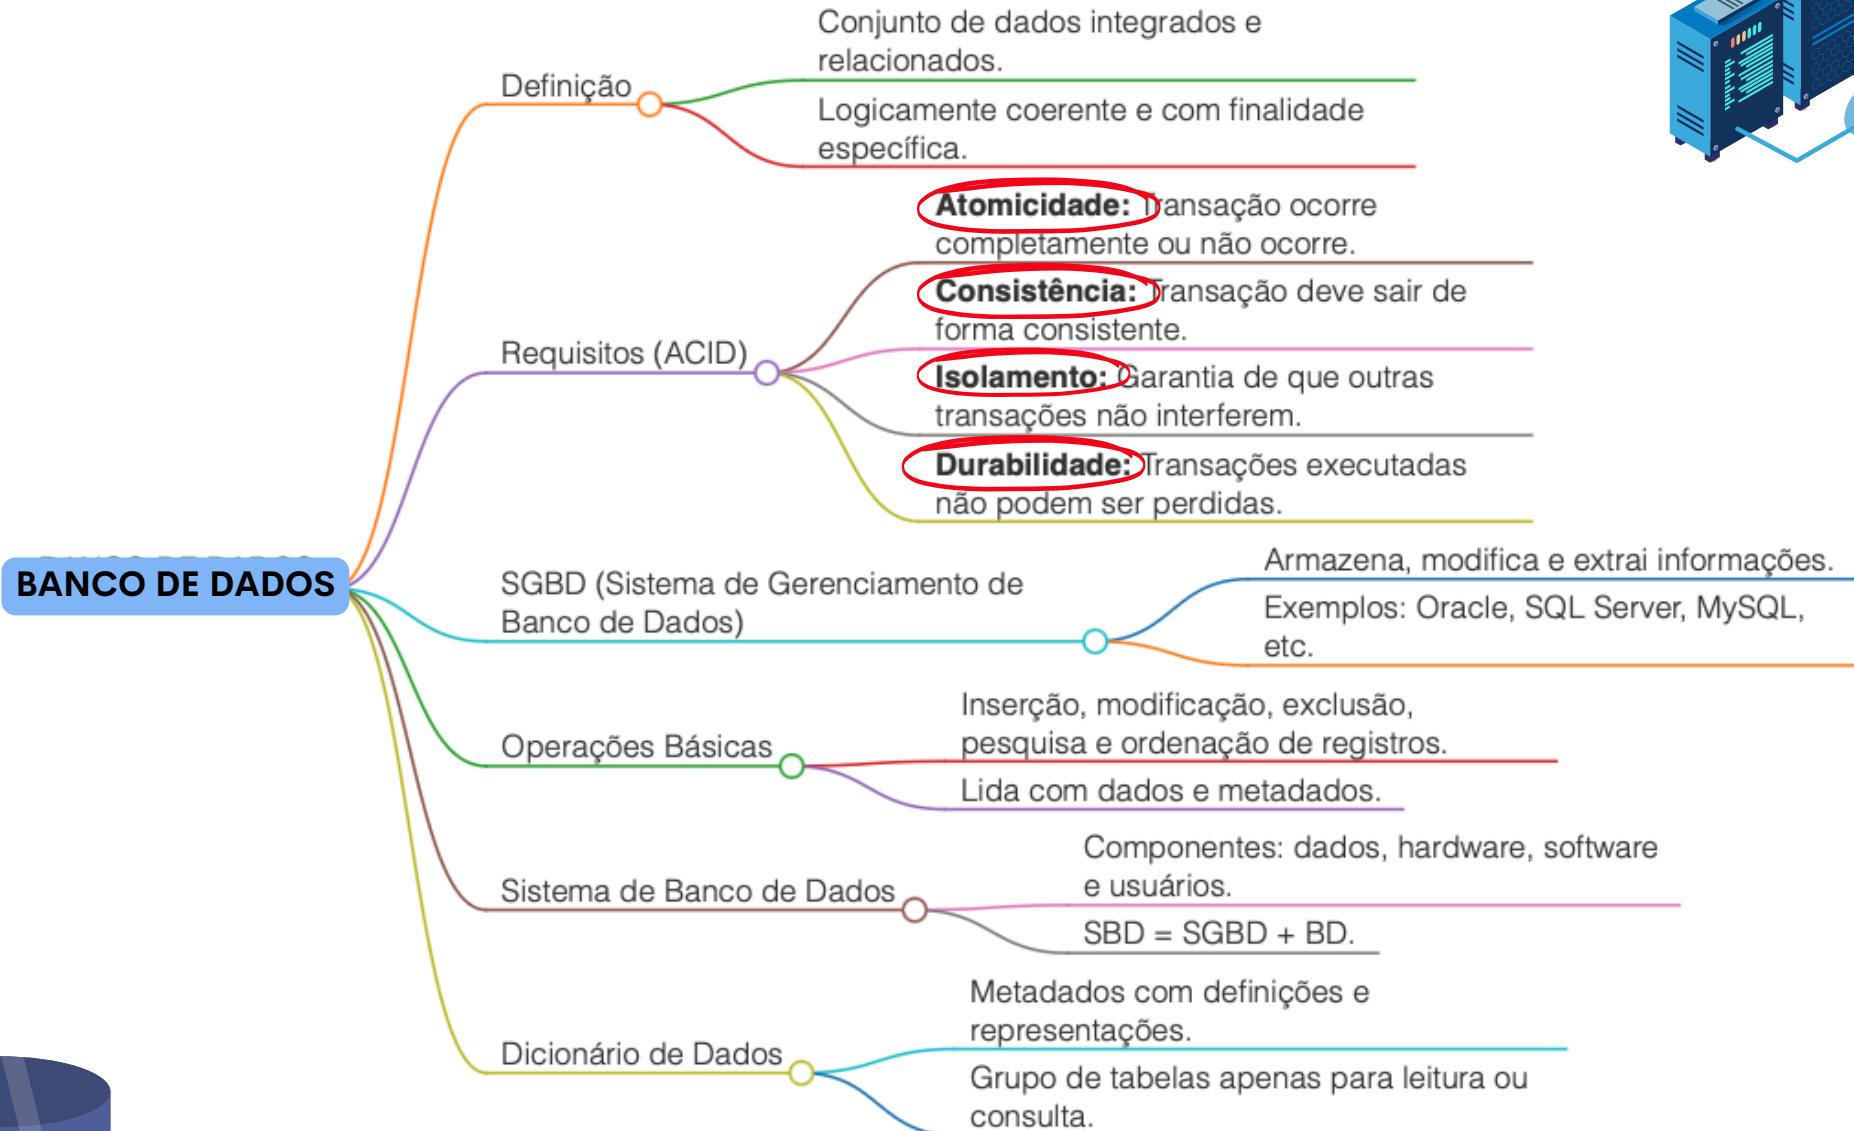 Conjunto de dados integrados e
relacionados.
Definição
Logicamente coerente e com finalidade
específica.
Atomicidade: Transação ocorre
completamente ou não ocorre.
Consistência: Transação deve sair de
forma consistente.
Requisitos (ACID)
Isolamento: Garantia de que outras
transações não interferem.
Durabilidade: Transações executadas
não podem ser perdidas.
BANCO DE DADOS
SGBD (Sistema de Gerenciamento de
Banco de Dados)
Armazena, modifica e extrai informações.
Exemplos: Oracle, SQL Server, MySQL,
etc.
Operações Básicas
Inserção, modificação, exclusão,
pesquisa e ordenação de registros.
Lida com dados e metadados.
Sistema de Banco de Dados
Componentes: dados, hardware, software
e usuários.
SBD = SGBD + BD.
Dicionário de Dados
Metadados com definições e
representações.
Grupo de tabelas apenas para leitura ou
consulta.